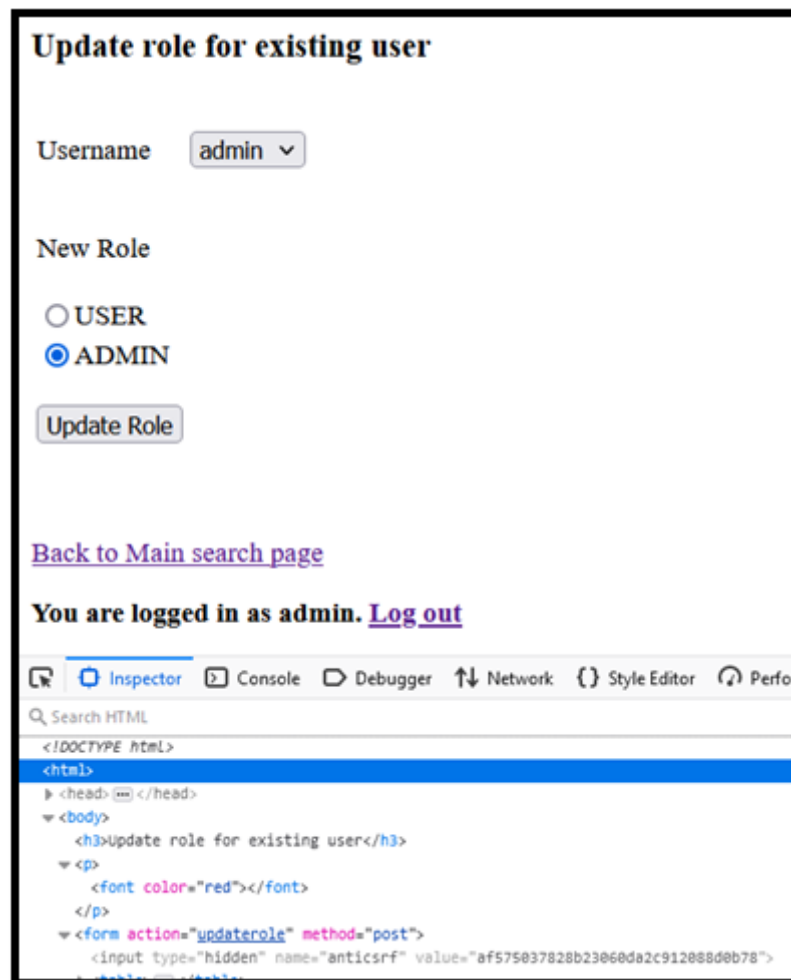 Update role for existing user
Username admin
New Role
USER
ADMIN
Update Role
Back to Main search page
You are logged in as admin. Log out
Inspector Console Debugger Network {} Style Editor Perfo
Search HTML
<!DOCTYPE html>
<html>
<head> ... </head>
<body>
<h3>Update role for existing user</h3>
<p>
<font color="red"></font>
</p>
<form action="updaterole" method="post">
<input type="hidden" name="anticsrf" value="af575037828b23060da2c912088d0b78">